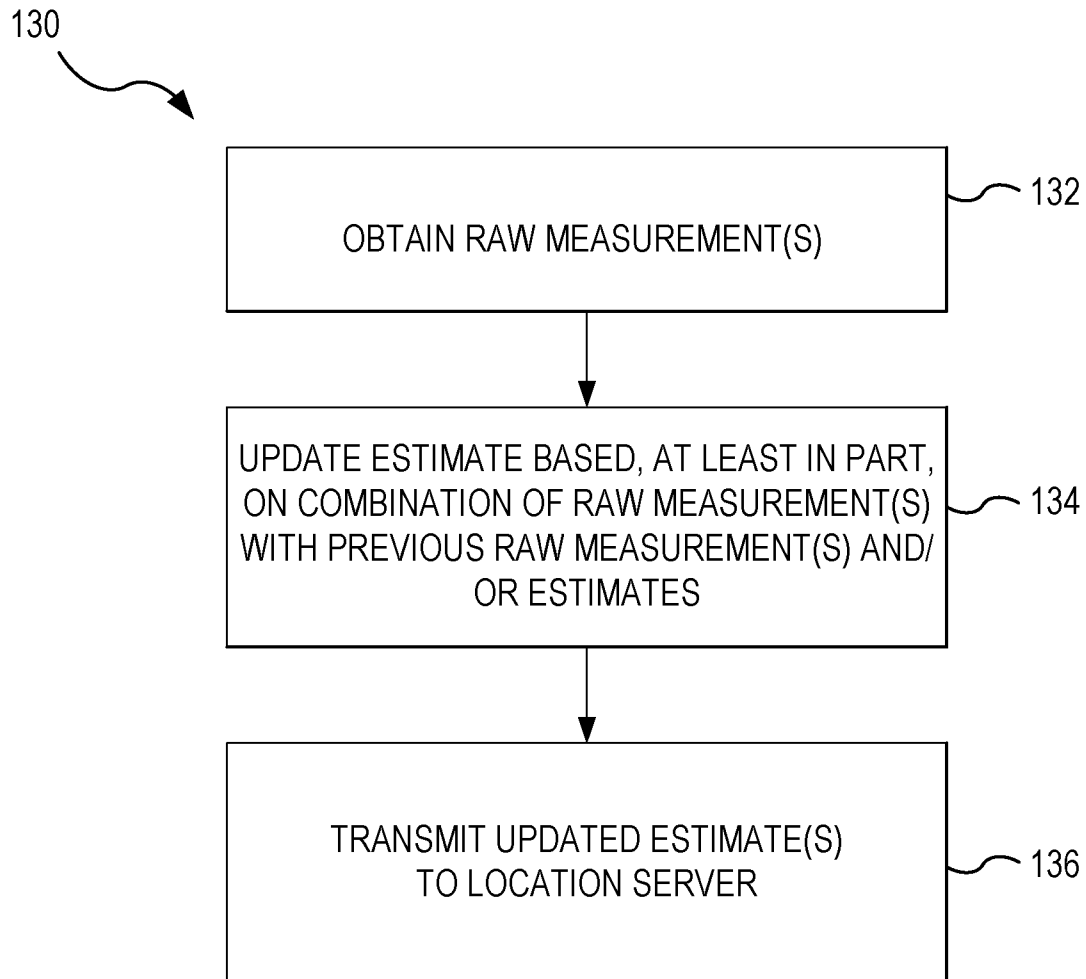 130
132
OBTAIN RAW MEASUREMENT(S)
UPDATE ESTIMATE BASED, AT LEAST IN PART,
ON COMBINATION OF RAW MEASUREMENT(S)
WITH PREVIOUS RAW MEASUREMENT(S) AND/
OR ESTIMATES
134
TRANSMIT UPDATED ESTIMATE(S)
TO LOCATION SERVER
136